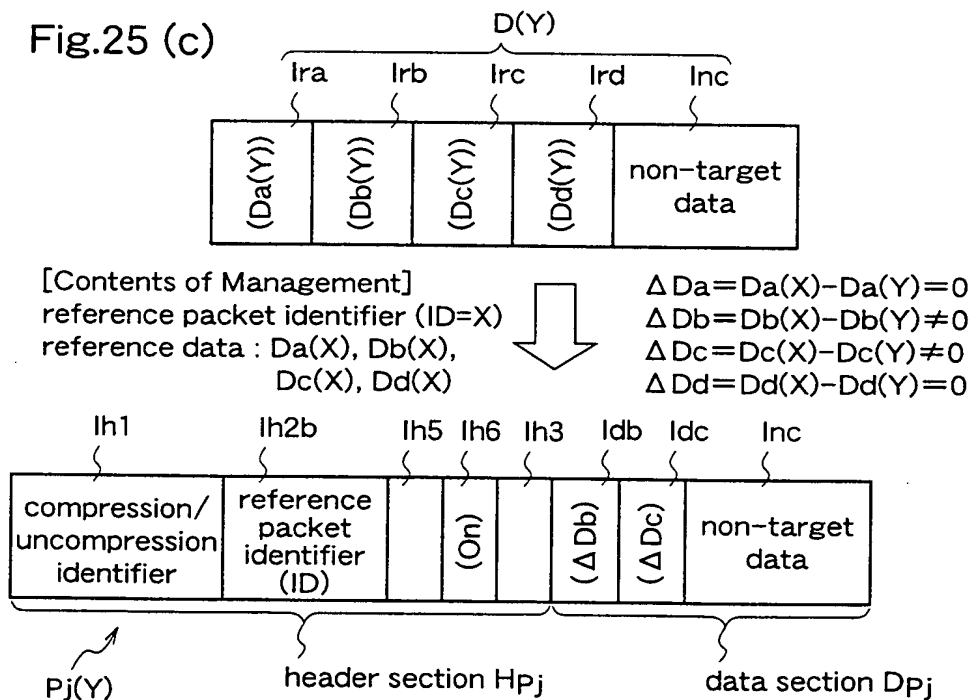 Fig.25 (c)
D(Y)
Ira Irb Irc Ird Inc
(Da(Y)) (Db(Y)) (Dc(Y)) (Dd(Y)) non-target
data
[Contents of Management]
reference packet identifier (ID=X)
reference data : Da(X), Db(X),
Dc(X), Dd(X)
ΔDa=Da(X)-Da(Y)=0
ΔDb=Db(X)-Db(Y)≠0
ΔDc=Dc(X)-Dc(Y)≠0
ΔDd=Dd(X)-Dd(Y)=0
Ih1 Ih2b Ih5 Ih6 Ih3 Idb Idc Inc
compression/
uncompression
identifier
reference
packet
identifier
(ID)
(On)
(ΔDb)
(ΔDc)
non-target
data
Pj(Y)
header section HPj
data section DPj